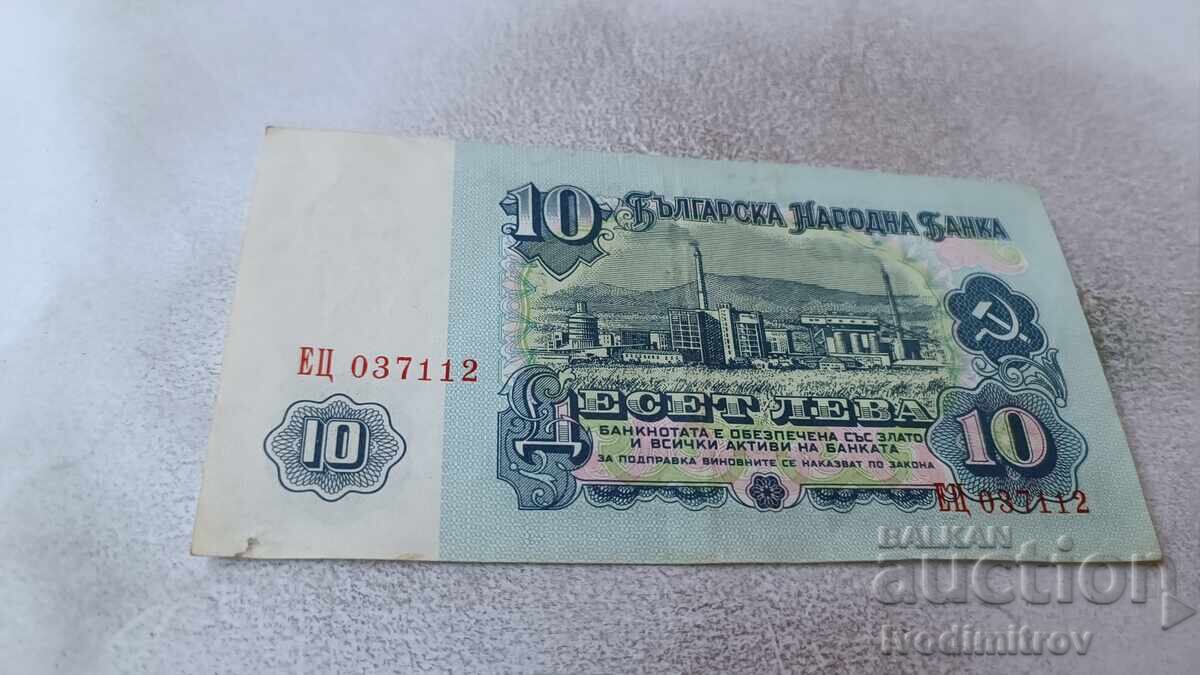 10 БЪЛГАРСКА НАРОДНА БАНКА
ЕЦ 037112
ДЕСЕТ ЛЕВА
БАНКНОТАТА Е ОБЕЗПЕЧЕНА СЪС ЗЛАТО
И ВСИЧКИ АКТИВИ НА БАНКАТА
ЗА ПОДПРАВКА ВИНОВНИТЕ СЕ НАКАЗВАТ ПО ЗАКОНА
10
10
ЕЦ 037112
BALKAN
auction
Ivodimitrov